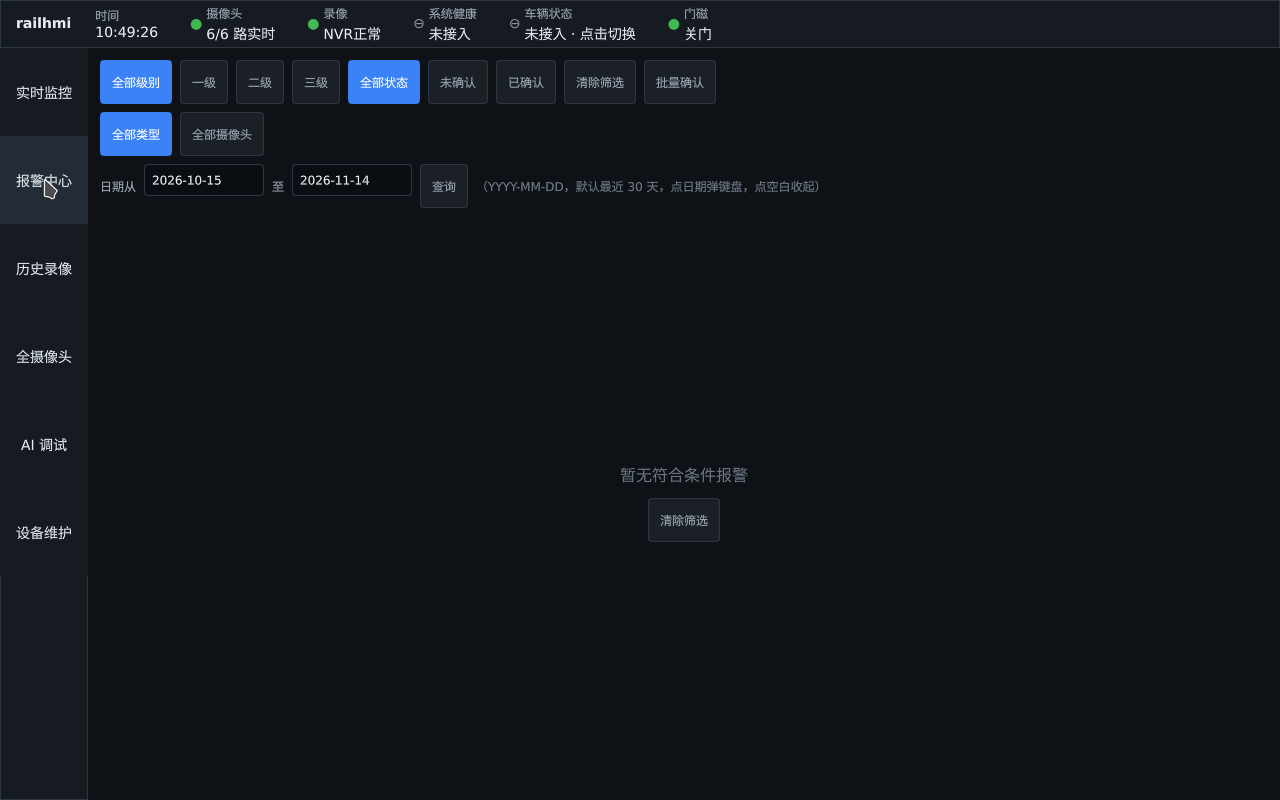 railhmi
时间
10:49:26
摄像头
6/6 路实时
录像
NVR正常
系统健康
未接入
车辆状态
未接入 · 点击切换
门磁
关门
实时监控
报警中心
历史录像
全摄像头
AI 调试
设备维护
全部级别 一级 二级 三级 全部状态 未确认 已确认 清除筛选 批量确认
全部类型 全部摄像头
日期从 2026-10-15 至 2026-11-14 查询 （YYYY-MM-DD，默认最近 30 天，点日期弹键盘，点空白收起）
暂无符合条件报警
清除筛选